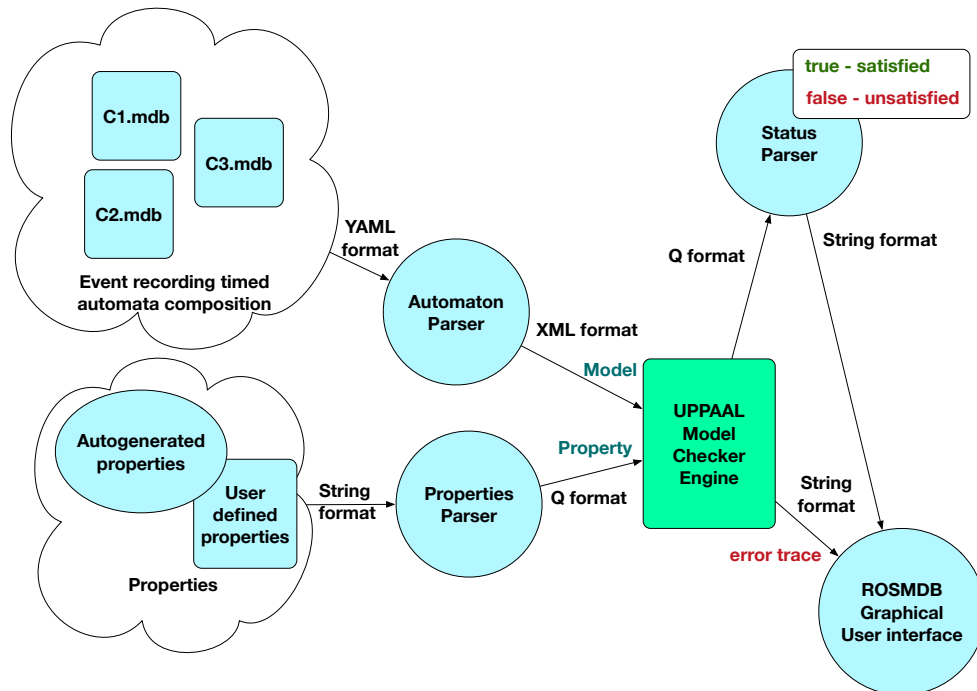 C1.mdb
C3.mdb
C2.mdb
Event recording timed
automata composition
YAML
format
Automaton
Parser
XML format
Model
Autogenerated
properties
User
defined
properties
Properties
String
format
Properties
Parser
Property
Q format
UPPAAL
Model
Checker
Engine
Q format
true - satisfied
false - unsatisfied
Status
Parser
String format
String
format
error trace
ROSMDB
Graphical
User interface